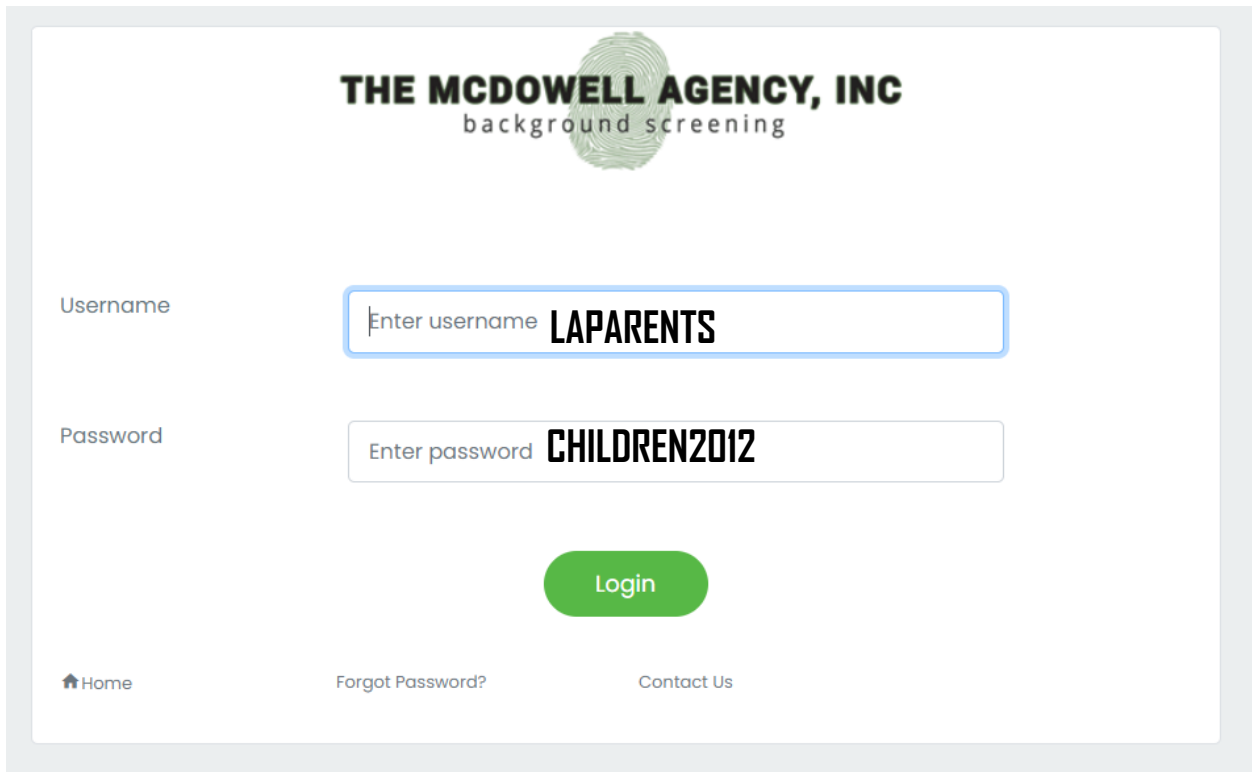 THE MCDOWELL AGENCY, INC
background screening
Username
Enter username LAPARENTS
Password
Enter password CHILDREN2012
Login
Home Forgot Password? Contact Us